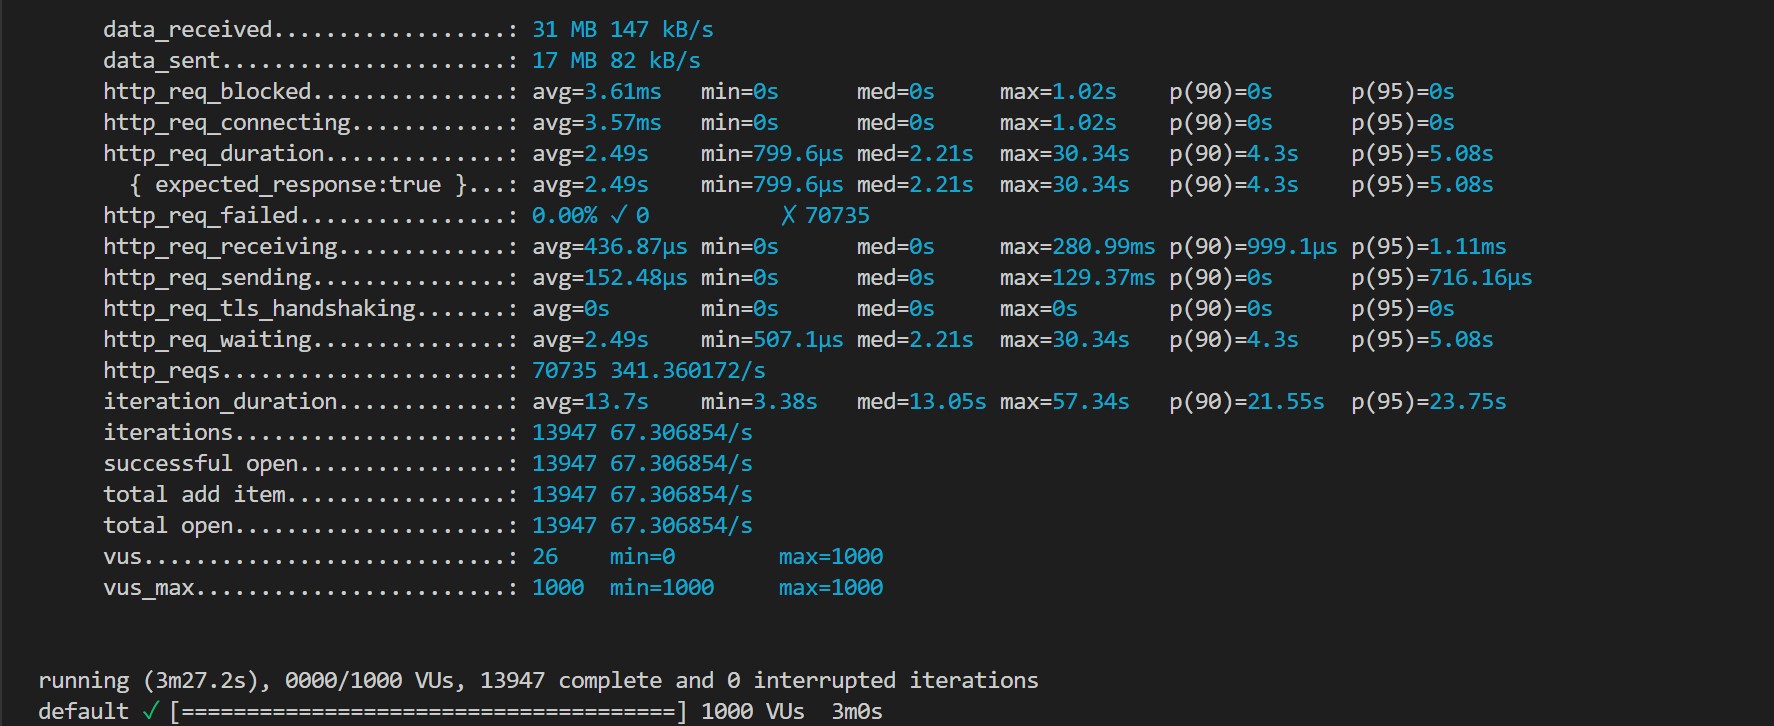 data_received..................: 31 MB 147 kB/s
data_sent......................: 17 MB 82 kB/s
http_req_blocked...............: avg=3.61ms min=0s med=0s max=1.02s p(90)=0s p(95)=0s
http_req_connecting............: avg=3.57ms min=0s med=0s max=1.02s p(90)=0s p(95)=0s
http_req_duration..............: avg=2.49s min=799.6µs med=2.21s max=30.34s p(90)=4.3s p(95)=5.08s
{ expected_response:true }...: avg=2.49s min=799.6µs med=2.21s max=30.34s p(90)=4.3s p(95)=5.08s
http_req_failed................: 0.00% ✓ 0 ✗ 70735
http_req_receiving.............: avg=436.87µs min=0s med=0s max=280.99ms p(90)=999.1µs p(95)=1.11ms
http_req_sending...............: avg=152.48µs min=0s med=0s max=129.37ms p(90)=0s p(95)=716.16µs
http_req_tls_handshaking.......: avg=0s min=0s med=0s max=0s p(90)=0s p(95)=0s
http_req_waiting...............: avg=2.49s min=507.1µs med=2.21s max=30.34s p(90)=4.3s p(95)=5.08s
http_reqs......................: 70735 341.360172/s
iteration_duration.............: avg=13.7s min=3.38s med=13.05s max=57.34s p(90)=21.55s p(95)=23.75s
iterations.....................: 13947 67.306854/s
successful open................: 13947 67.306854/s
total add item.................: 13947 67.306854/s
total open.....................: 13947 67.306854/s
vus............................: 26 min=0 max=1000
vus_max........................: 1000 min=1000 max=1000
running (3m27.2s), 0000/1000 VUs, 13947 complete and 0 interrupted iterations
default ✓ [======================================] 1000 VUs 3m0s